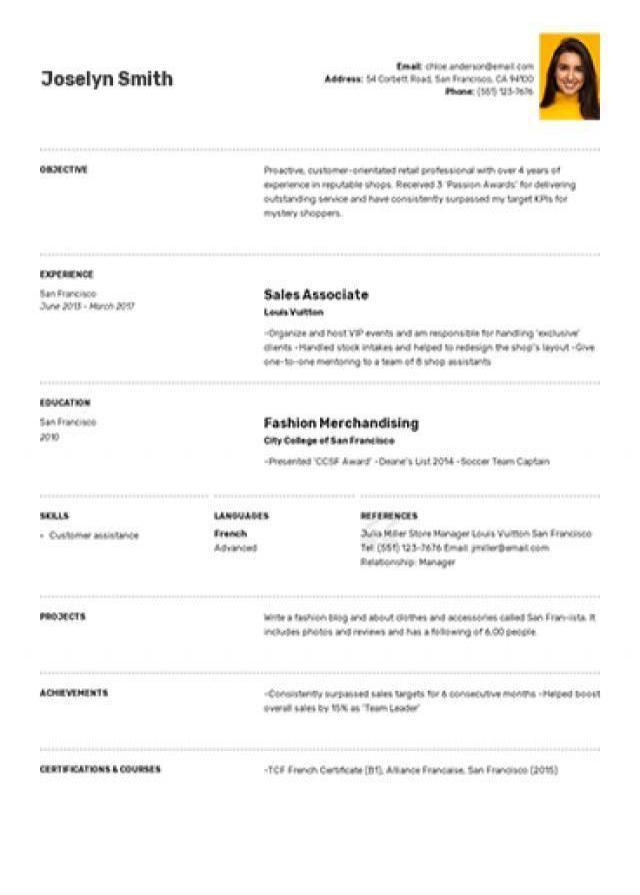 Joselyn Smith
Email: chloe.anderson@email.com
Address: 54 Corbett Road, San Francisco, CA 94100
Phone: (551) 123-7676
OBJECTIVE
Proactive, customer-orientated retail professional with over 4 years of
experience in reputable shops. Received 3 'Passion Awards' for delivering
outstanding service and have consistently surpassed my target KPIs for
mystery shoppers.
EXPERIENCE
San Francisco
June 2013 - March 2017
Sales Associate
Louis Vuitton
-Organize and host VIP events and am responsible for handling 'exclusive'
clients -Handled stock intakes and helped to redesign the shop's layout -Give
one-to-one mentoring to a team of 8 shop assistants
EDUCATION
San Francisco
2010
Fashion Merchandising
City College of San Francisco
-Presented 'CCSF Award' -Deane's List 2014 -Soccer Team Captain
SKILLS
• Customer assistance
LANGUAGES
French
Advanced
REFERENCES
Julia Miller Store Manager Louis Vuitton San Francisco
Tel: (551) 123-7676 Email: jmiller@email.com
Relationship: Manager
PROJECTS
Write a fashion blog and about clothes and accessories called San Fran-iista. It
includes photos and reviews and has a following of 6,00 people.
ACHIEVEMENTS
-Consistently surpassed sales targets for 6 consecutive months -Helped boost
overall sales by 15% as 'Team Leader'
CERTIFICATIONS & COURSES
-TCF French Certificate (B1), Alliance Francaise, San Francisco (2015)